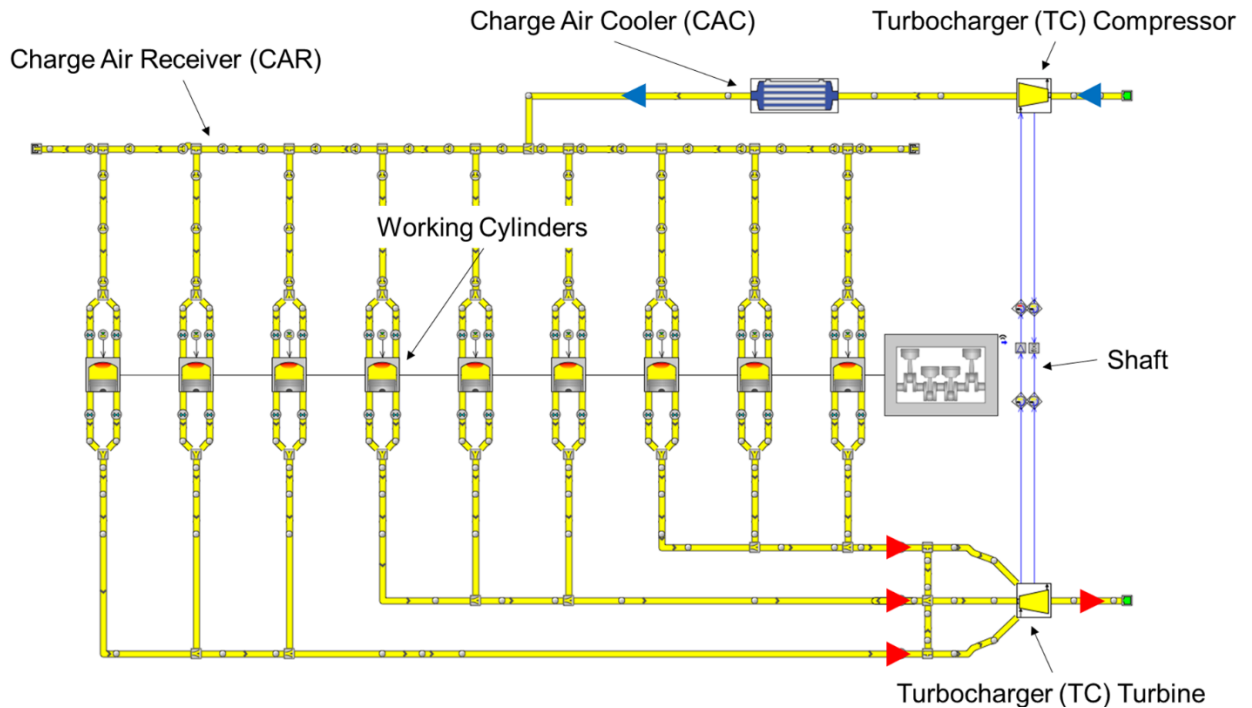 Charge Air Cooler (CAC)
Turbocharger (TC) Compressor
Charge Air Receiver (CAR)
Working Cylinders
Shaft
Turbocharger (TC) Turbine